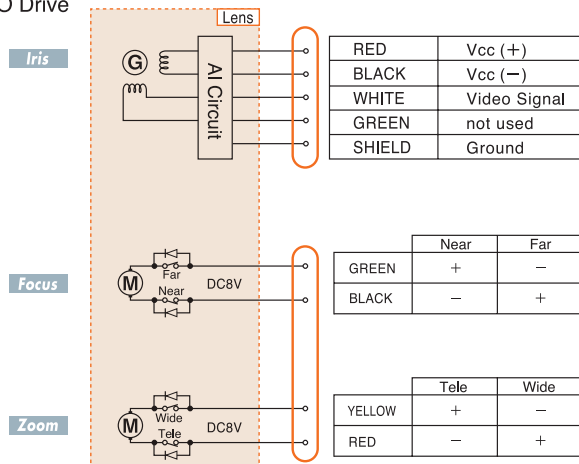 O Drive
Lens
Iris
G
AI Circuit
RED Vcc (+)
BLACK Vcc (−)
WHITE Video Signal
GREEN not used
SHIELD Ground
Focus
M
Far
Near
DC8V
Near Far
GREEN + −
BLACK − +
Zoom
M
Wide
Tele
DC8V
Tele Wide
YELLOW + −
RED − +